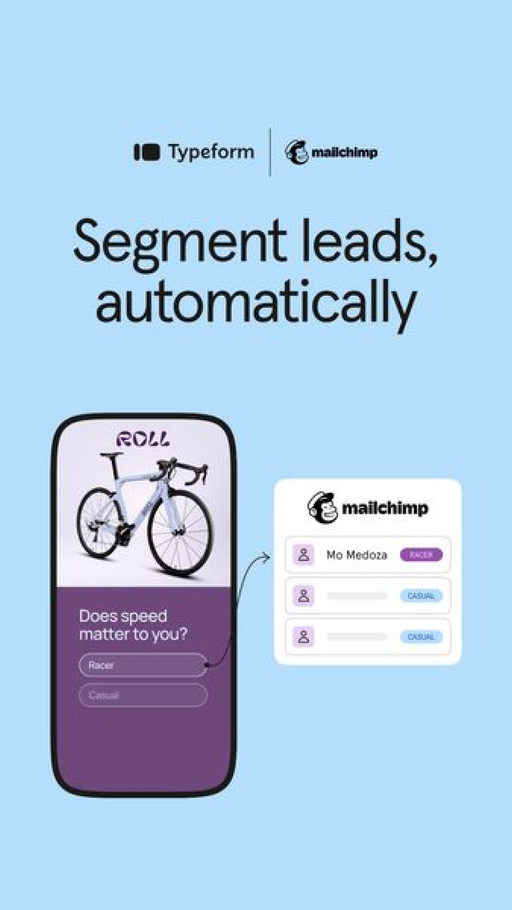 Typeform
mailchimp
Segment leads,
automatically
ROLL
Does speed
matter to you?
Racer
Casual
mailchimp
Mo Medoza RACER
CASUAL
CASUAL